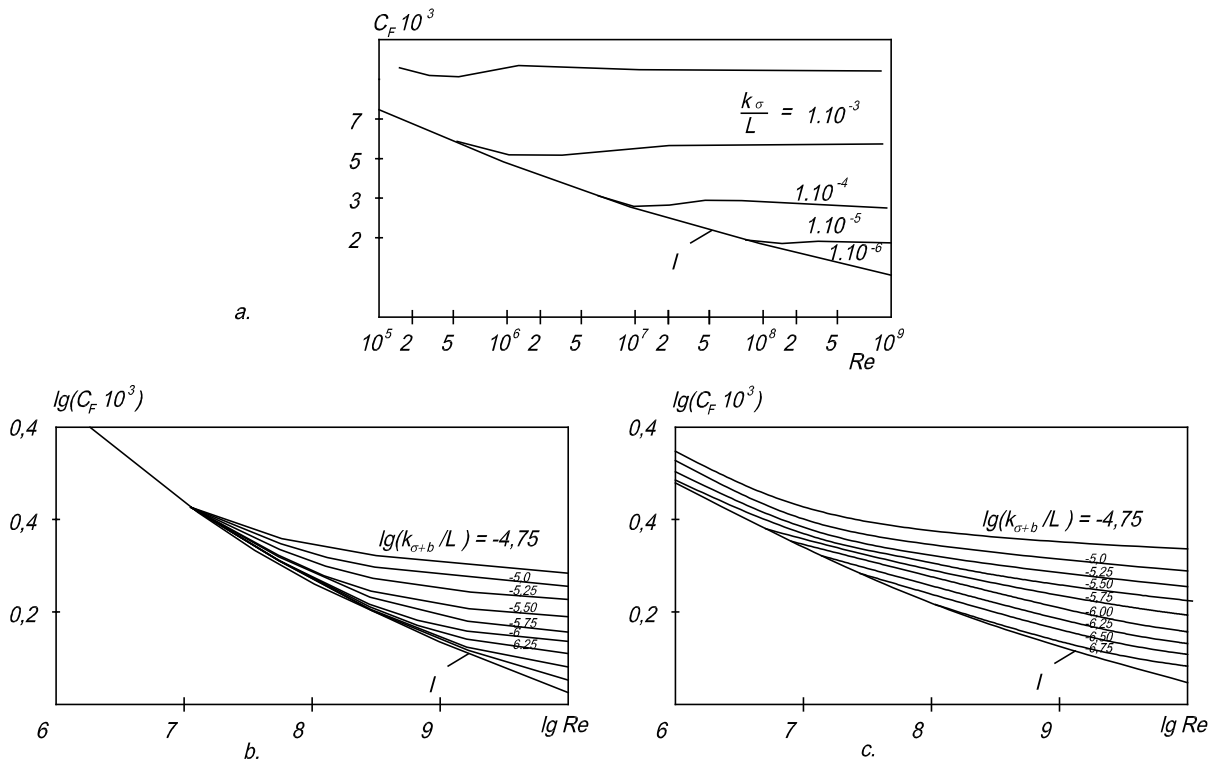 C_F 10^3
k_σ/L = 1.10^-3
7
5
1.10^-4
3
1.10^-5
2
1.10^-6
l
a.
10^5 2 5 10^6 2 5 10^7 2 5 10^8 2 5 10^9
Re
lg(C_F 10^3)
0,4
0,4
lg(k_σ+b /L ) = -4,75
-5,0
-5,25
-5,50
-5,75
-6
6,25
0,2
l
6 7 8 9 lg Re
b.
lg(C_F 10^3)
0,4
0,4
lg(k_σ+b /L ) = -4,75
-5,0
-5,25
-5,50
-5,75
-6,00
-6,25
-6,50
6,75
0,2
l
6 7 8 9 lg Re
c.